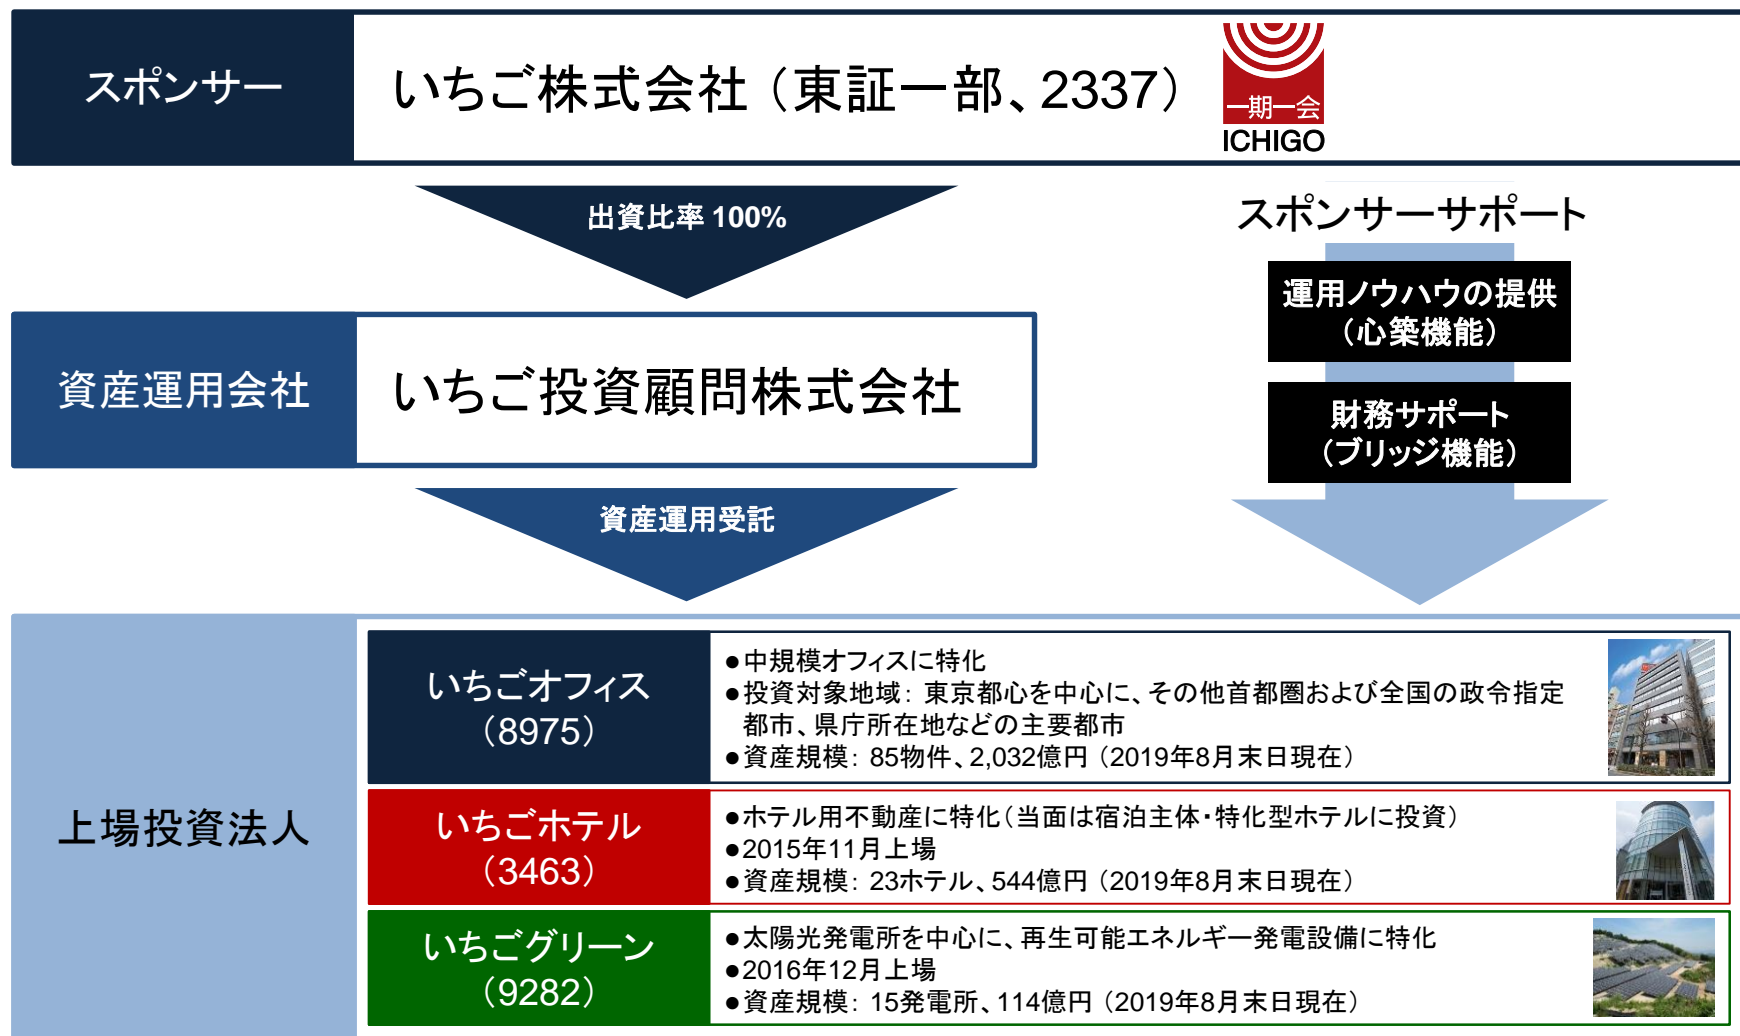 スポンサー
いちご株式会社（東証一部、2337）
一期一会
ICHIGO
出資比率 100%
スポンサーサポート
運用ノウハウの提供
（心築機能）
財務サポート
（ブリッジ機能）
資産運用会社
いちご投資顧問株式会社
資産運用受託
上場投資法人
いちごオフィス
（8975）
●中規模オフィスに特化
●投資対象地域： 東京都心を中心に、その他首都圏および全国の政令指定
都市、県庁所在地などの主要都市
●資産規模： 85物件、2,032億円（2019年8月末日現在）
いちごホテル
（3463）
●ホテル用不動産に特化（当面は宿泊主体・特化型ホテルに投資）
●2015年11月上場
●資産規模： 23ホテル、544億円（2019年8月末日現在）
いちごグリーン
（9282）
●太陽光発電所を中心に、再生可能エネルギー発電設備に特化
●2016年12月上場
●資産規模： 15発電所、114億円（2019年8月末日現在）